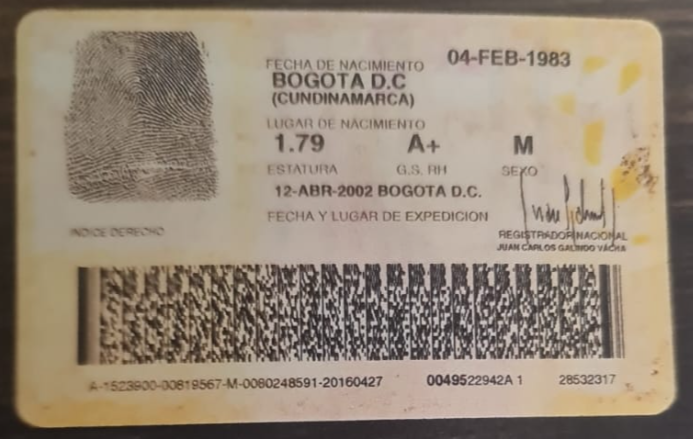 FECHA DE NACIMIENTO 04-FEB-1983
BOGOTA D.C
(CUNDINAMARCA)
LUGAR DE NACIMIENTO
1.79 A+ M
ESTATURA G.S. RH SEXO
12-ABR-2002 BOGOTA D.C.
FECHA Y LUGAR DE EXPEDICION
INDICE DERECHO
REGISTRADOR NACIONAL
JUAN CARLOS GALINDO VACHA
A-1523900-00819567-M-0080248591-20160427 0049522942A 1 28532317